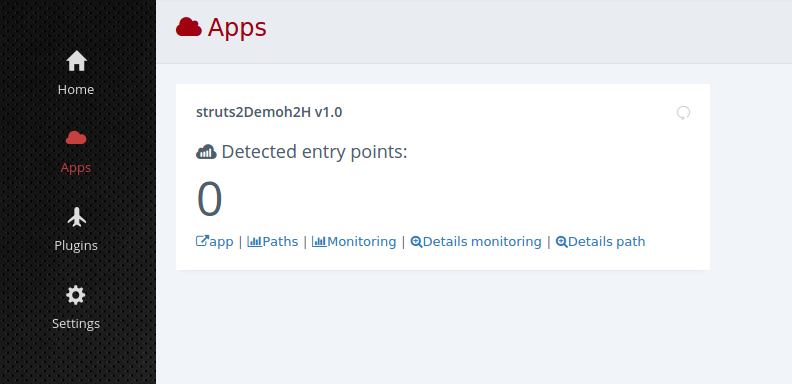 Apps
Home
Apps
Plugins
Settings
struts2Demoh2H v1.0
Detected entry points:
0
app | Paths | Monitoring | Details monitoring | Details path